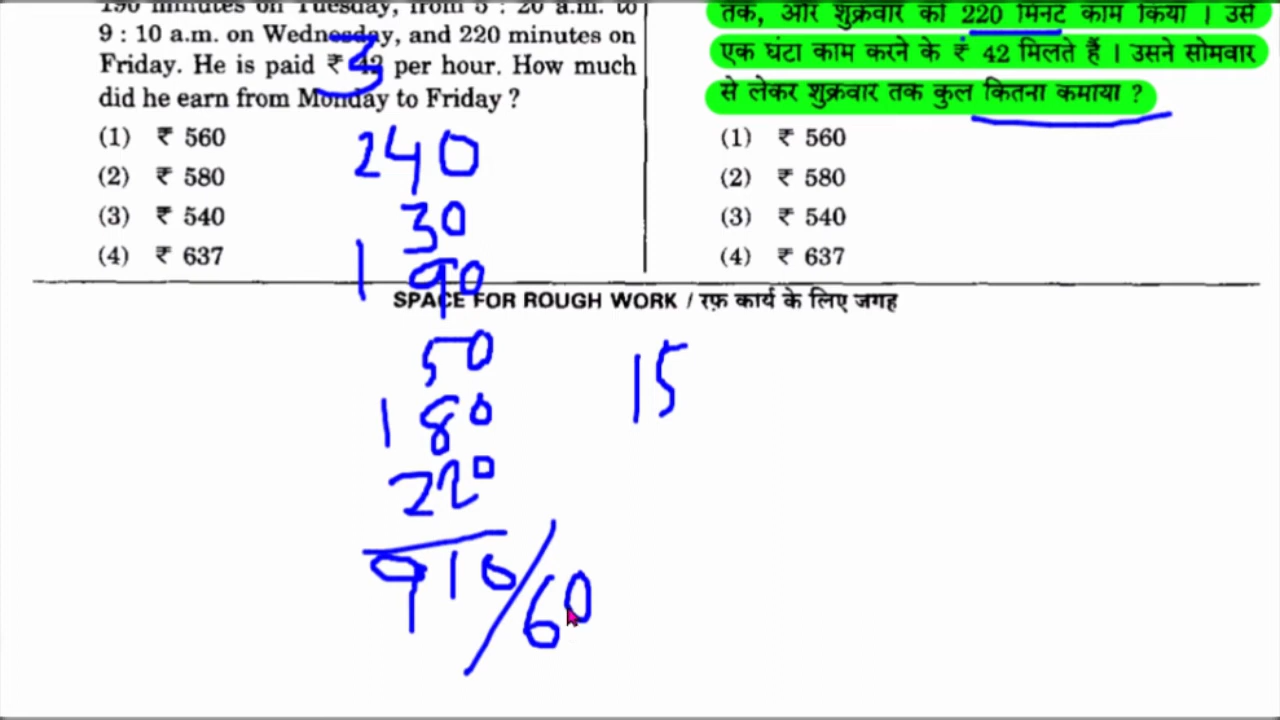 190 minutes on Tuesday, from 5 : 20 a.m. to
9 : 10 a.m. on Wednesday, and 220 minutes on
Friday. He is paid ₹ 42 per hour. How much
did he earn from Monday to Friday ?
(1) ₹ 560
(2) ₹ 580
(3) ₹ 540
(4) ₹ 637
तक, और शुक्रवार को 220 मिनट काम किया । उसे
एक घंटा काम करने के ₹ 42 मिलते हैं । उसने सोमवार
से लेकर शुक्रवार तक कुल कितना कमाया ?
(1) ₹ 560
(2) ₹ 580
(3) ₹ 540
(4) ₹ 637
SPACE FOR ROUGH WORK / रफ़ कार्य के लिए जगह
3
240
30
190
50
180
220
910/60
15